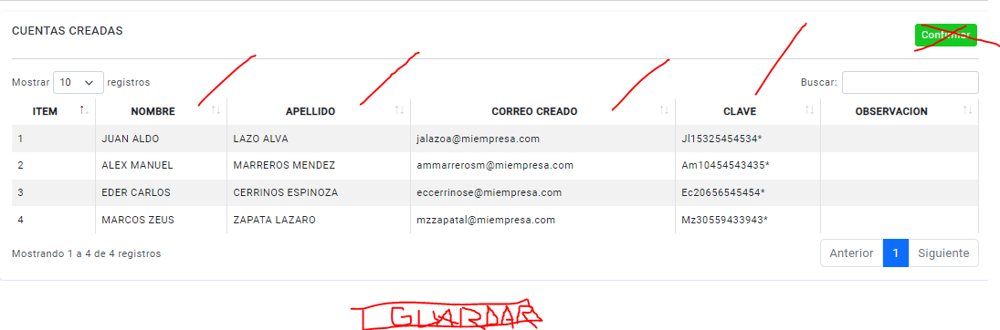 CUENTAS CREADAS
Confirmar
Mostrar 10 registros
Buscar:
ITEM NOMBRE APELLIDO CORREO CREADO CLAVE OBSERVACION
1 JUAN ALDO LAZO ALVA jalazoa@miempresa.com Jl15325454534*
2 ALEX MANUEL MARREROS MENDEZ ammarrerosm@miempresa.com Am10454543435*
3 EDER CARLOS CERRINOS ESPINOZA eccerrinose@miempresa.com Ec20656545454*
4 MARCOS ZEUS ZAPATA LAZARO mzzapatal@miempresa.com Mz30559433943*
Mostrando 1 a 4 de 4 registros
Anterior 1 Siguiente
GUARDAR